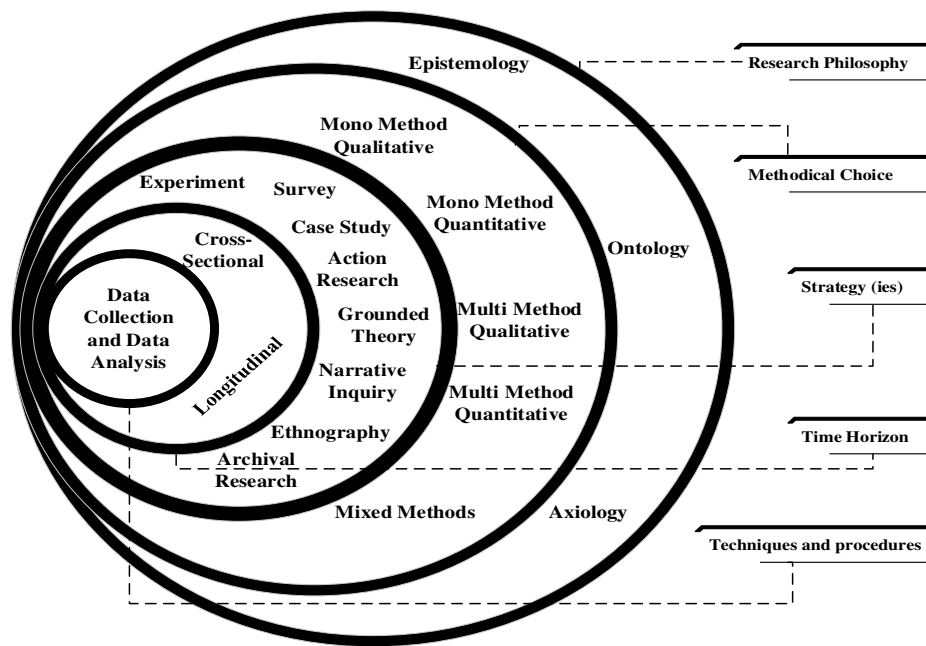 Epistemology
Research Philosophy
Mono Method
Qualitative
Methodical Choice
Experiment
Survey
Mono Method
Quantitative
Case Study
Cross-
Sectional
Ontology
Action
Research
Strategy (ies)
Data
Collection
and Data
Analysis
Grounded
Theory
Multi Method
Qualitative
Longitudinal
Narrative
Inquiry
Multi Method
Quantitative
Ethnography
Time Horizon
Archival
Research
Mixed Methods
Axiology
Techniques and procedures